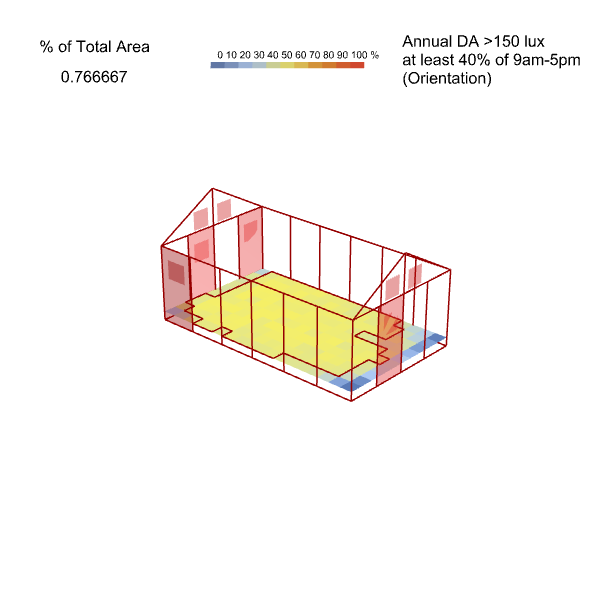 % of Total Area
0.766667
0 10 20 30 40 50 60 70 80 90 100 %
Annual DA >150 lux
at least 40% of 9am-5pm
(Orientation)